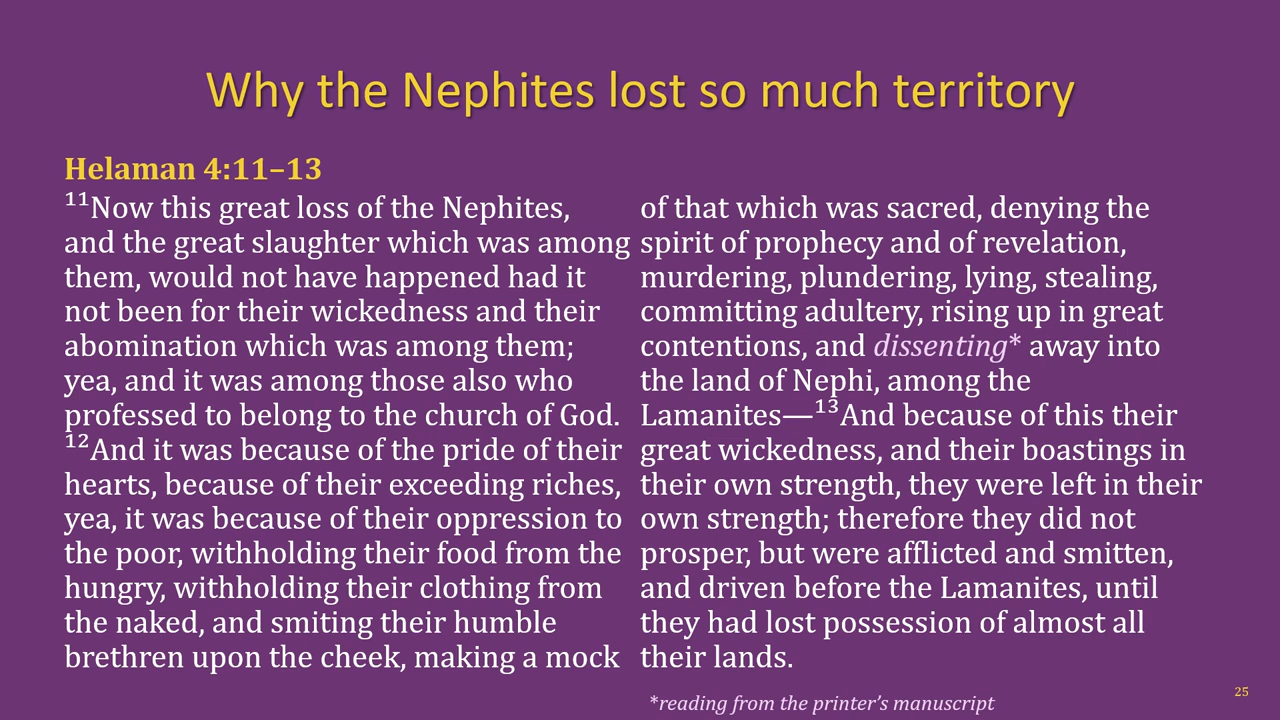 Why the Nephites lost so much territory
Helaman 4:11–13
¹¹Now this great loss of the Nephites,
and the great slaughter which was among
them, would not have happened had it
not been for their wickedness and their
abomination which was among them;
yea, and it was among those also who
professed to belong to the church of God.
¹²And it was because of the pride of their
hearts, because of their exceeding riches,
yea, it was because of their oppression to
the poor, withholding their food from the
hungry, withholding their clothing from
the naked, and smiting their humble
brethren upon the cheek, making a mock
of that which was sacred, denying the
spirit of prophecy and of revelation,
murdering, plundering, lying, stealing,
committing adultery, rising up in great
contentions, and dissenting* away into
the land of Nephi, among the
Lamanites—¹³And because of this their
great wickedness, and their boastings in
their own strength, they were left in their
own strength; therefore they did not
prosper, but were afflicted and smitten,
and driven before the Lamanites, until
they had lost possession of almost all
their lands.
*reading from the printer’s manuscript
25